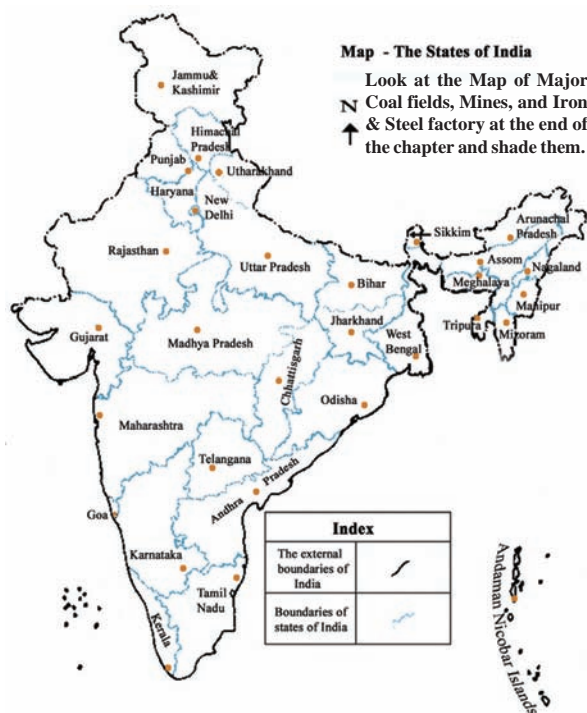 Map - The States of India
Look at the Map of Major
Coal fields, Mines, and Iron
& Steel factory at the end of
the chapter and shade them.
N
Jammu&
Kashimir
Himachal
Pradesh
Punjab
Utharakhand
Haryana
New
Delhi
Rajasthan
Uttar Pradesh
Sikkim
Arunachal
Pradesh
Assom
Nagaland
Meghalaya
Manipur
Tripura
Mizoram
Bihar
Jharkhand
West
Bengal
Gujarat
Madhya Pradesh
Chhattisgarh
Odisha
Maharashtra
Telangana
Andhra Pradesh
Goa
Karnataka
Tamil
Nadu
Kerala
Index
The external
boundaries of
India
Boundaries of
states of India
Andaman Nicobar Islands